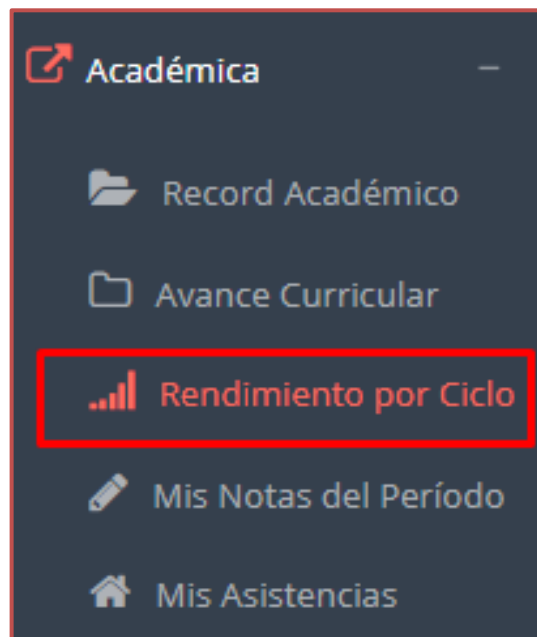 Académica
Record Académico
Avance Curricular
Rendimiento por Ciclo
Mis Notas del Período
Mis Asistencias